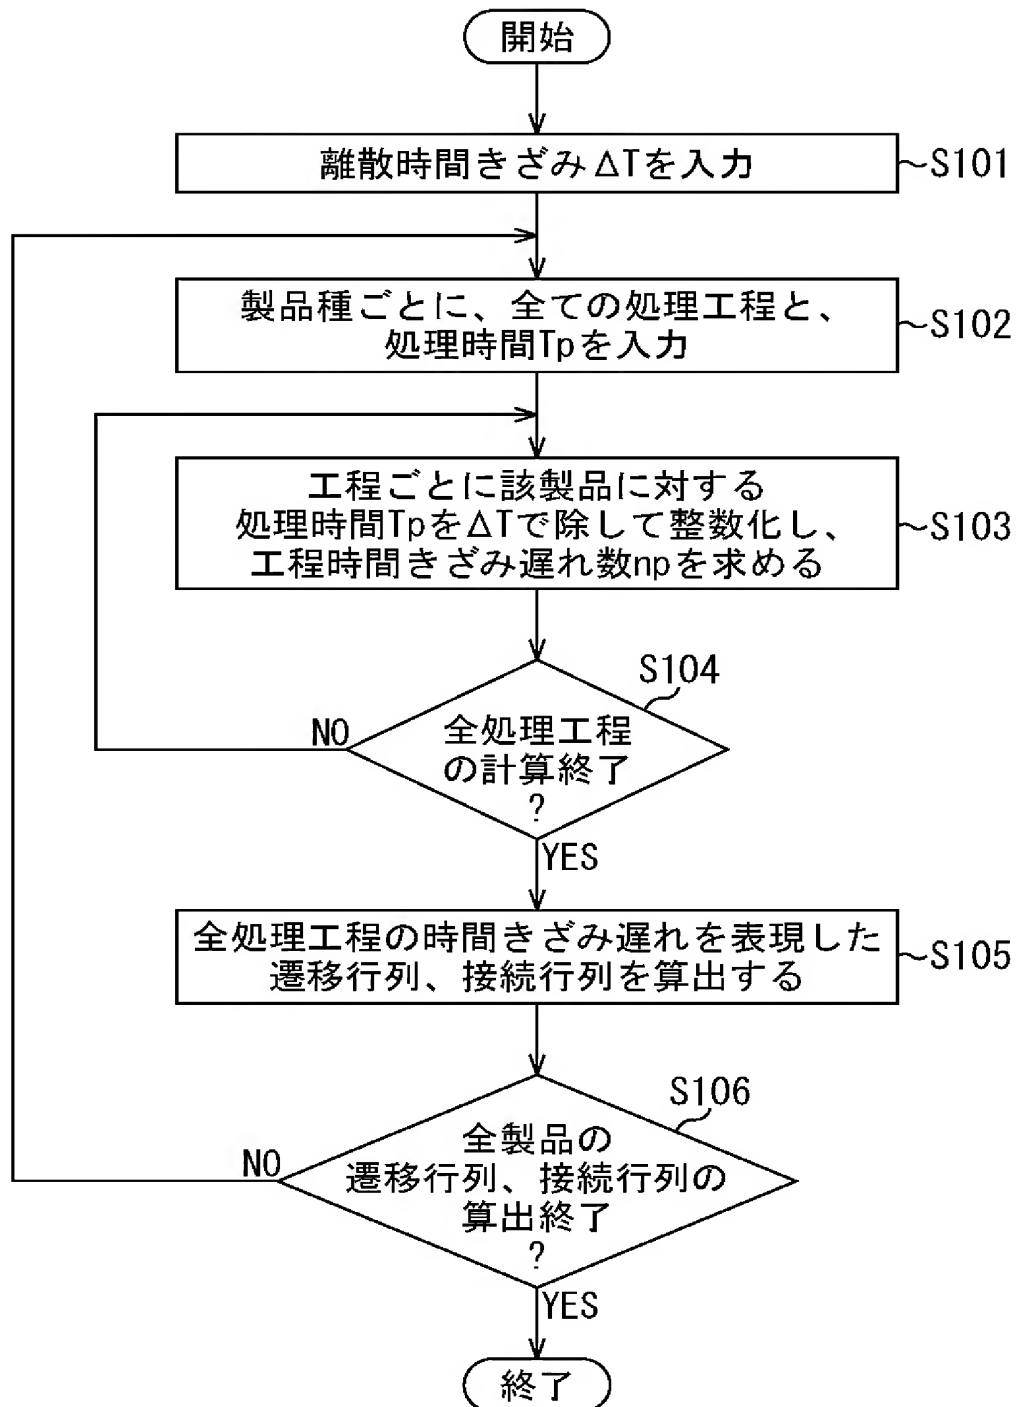 開始
離散時間きざみΔTを入力
S101
製品種ごとに、全ての処理工程と、
処理時間Tpを入力
S102
工程ごとに該製品に対する
処理時間TpをΔTで除して整数化し、
工程時間きざみ遅れ数npを求める
S103
S104
全処理工程
の計算終了
?
NO
YES
全処理工程の時間きざみ遅れを表現した
遷移行列、接続行列を算出する
S105
S106
全製品の
遷移行列、接続行列の
算出終了
?
NO
YES
終了